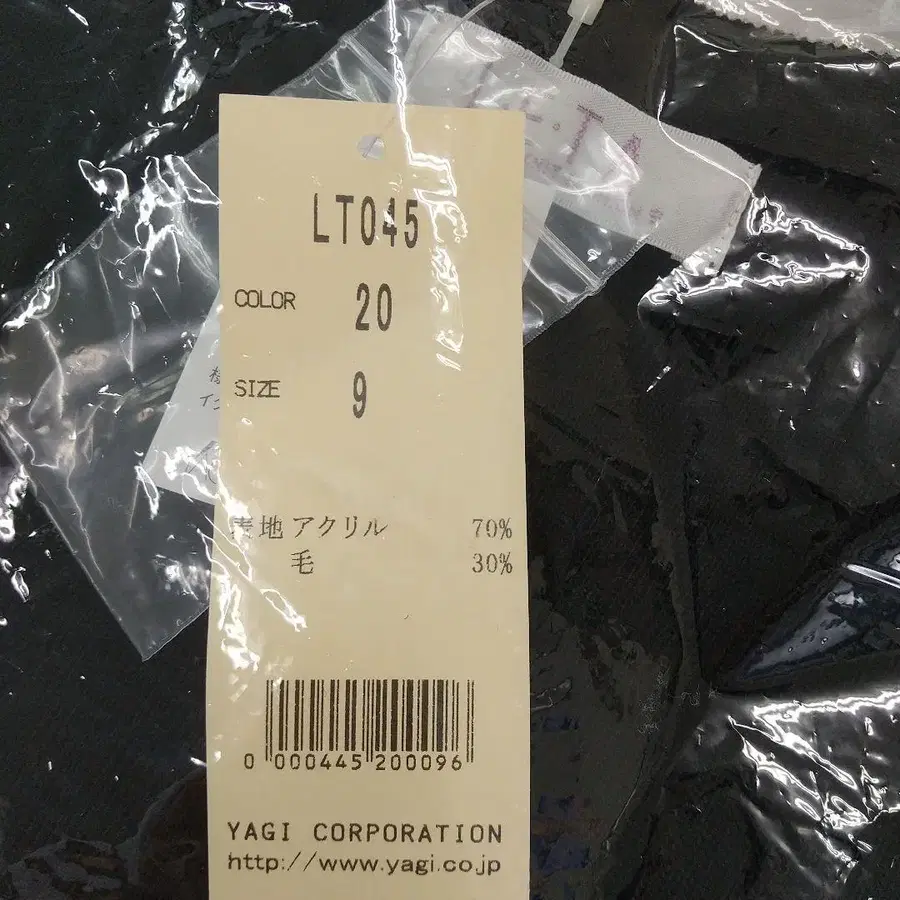 LT045
COLOR 20
SIZE 9
表地 アクリル 70%
毛 30%
0 000445 200096
YAGI CORPORATION
http://www.yagi.co.jp